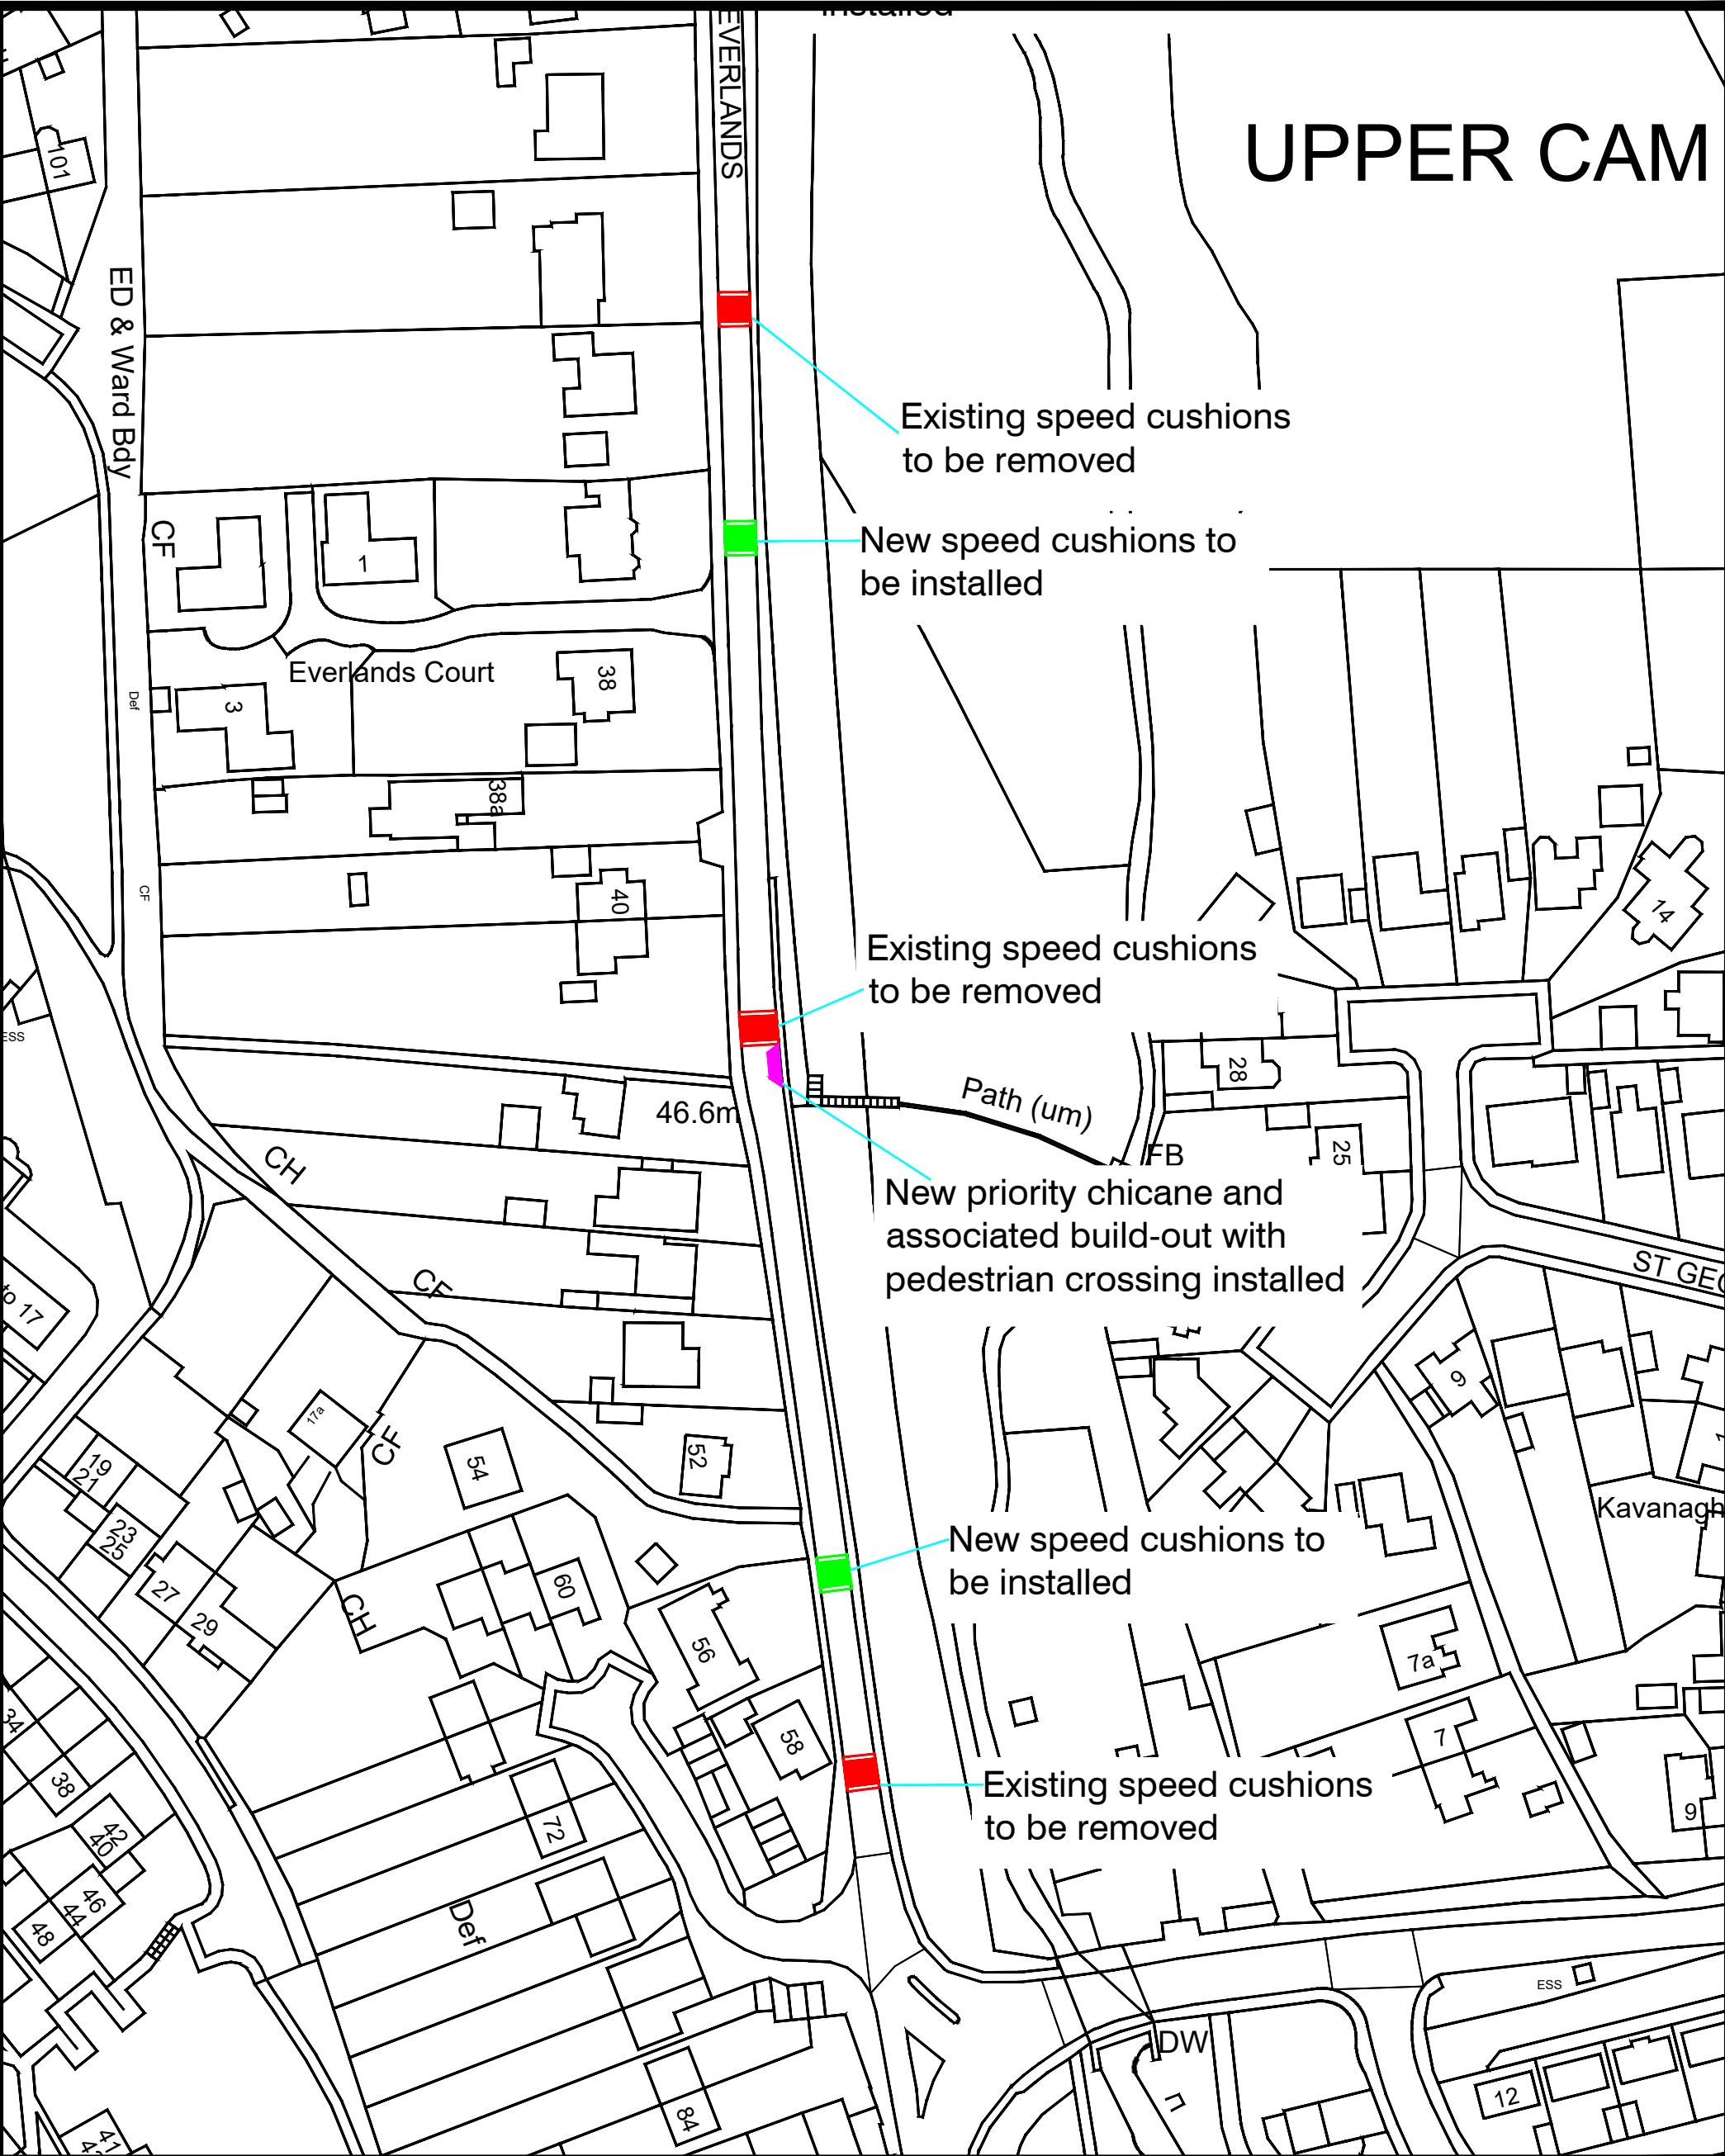 installed
EVERLANDS
UPPER CAM
101
ED & Ward Bdy
Existing speed cushions
to be removed
New speed cushions to
be installed
CF
1
Everlands Court
38
3
Def
38a
CF
40
14
Existing speed cushions
to be removed
ESS
28
Path (um)
46.6m
FB
25
CH
New priority chicane and
associated build-out with
pedestrian crossing installed
ST GEO
to 17
CF
9
17a
CF
52
54
19
21
Kavanagh
23
25
New speed cushions to
be installed
27
60
29
CH
56
7a
34
58
7
Existing speed cushions
to be removed
38
9
42
40
72
46
44
48
Def
ESS
DW
12
84
41